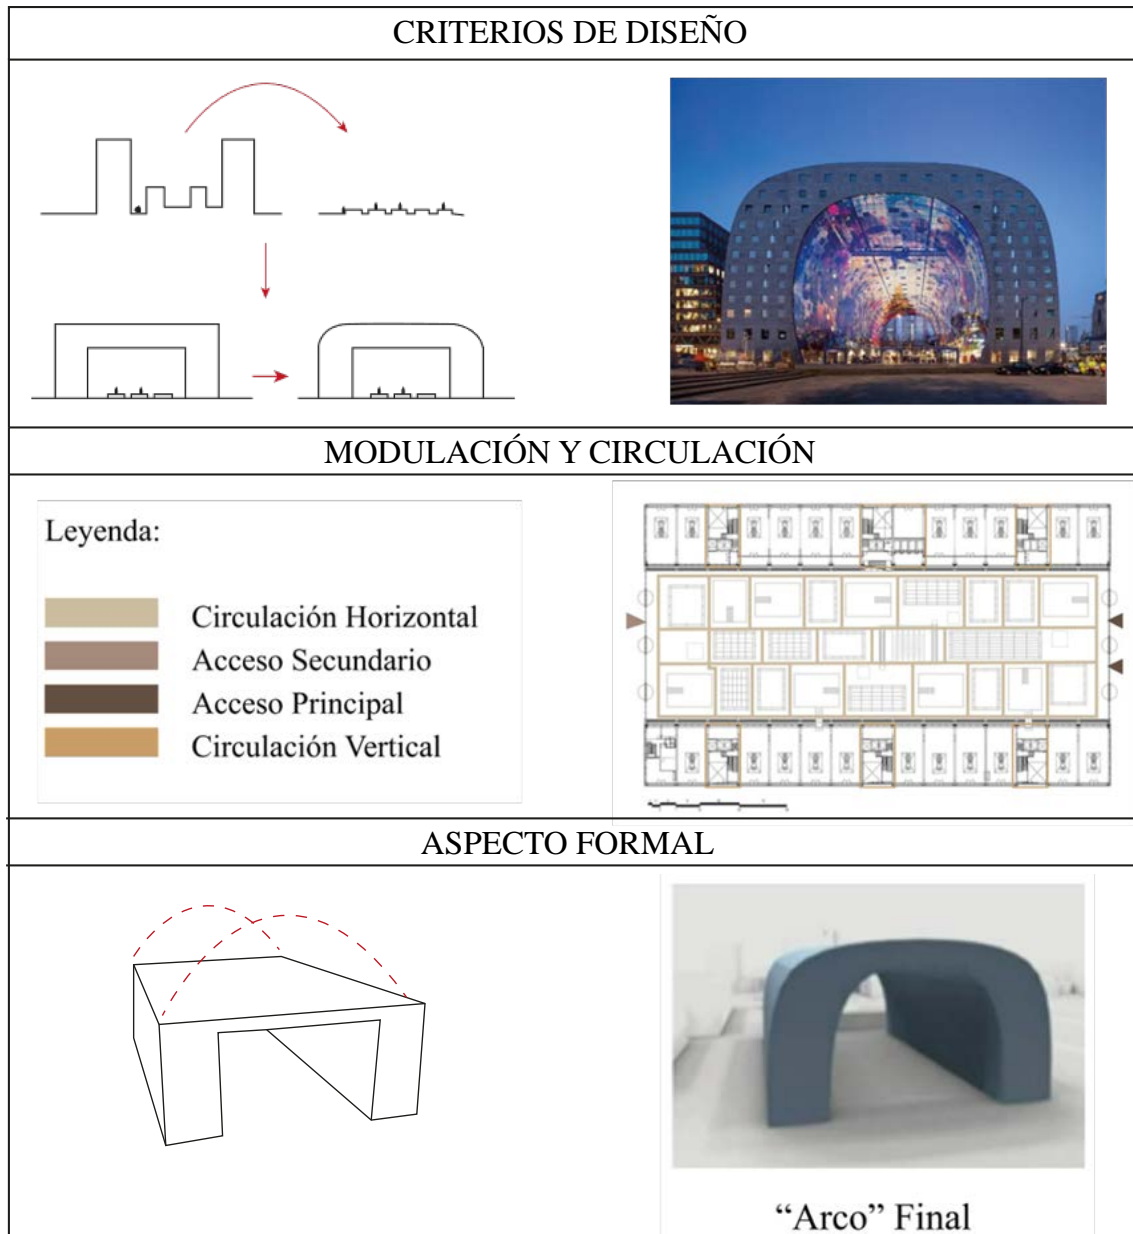 CRITERIOS DE DISEÑO
MODULACIÓN Y CIRCULACIÓN
Leyenda:
Circulación Horizontal
Acceso Secundario
Acceso Principal
Circulación Vertical
ASPECTO FORMAL
“Arco” Final